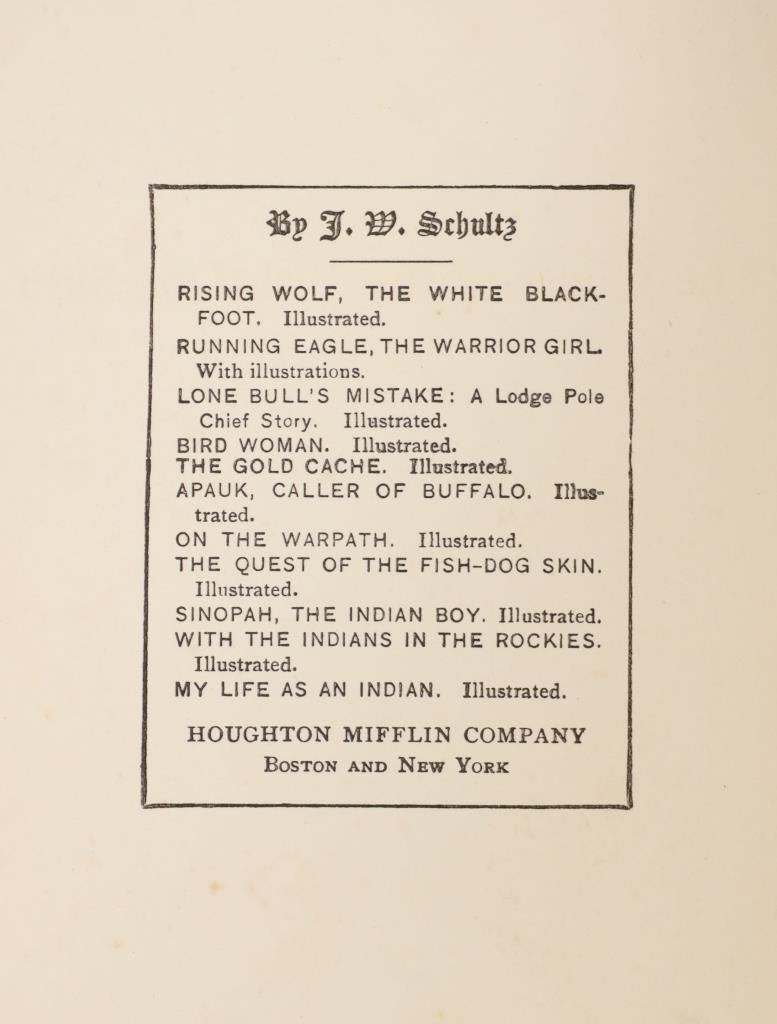 By J. W. Schultz
RISING WOLF, THE WHITE BLACK-
FOOT. Illustrated.
RUNNING EAGLE, THE WARRIOR GIRL.
With illustrations.
LONE BULL'S MISTAKE: A Lodge Pole
Chief Story. Illustrated.
BIRD WOMAN. Illustrated.
THE GOLD CACHE. Illustrated.
APAUK, CALLER OF BUFFALO. Illus-
trated.
ON THE WARPATH. Illustrated.
THE QUEST OF THE FISH-DOG SKIN.
Illustrated.
SINOPAH, THE INDIAN BOY. Illustrated.
WITH THE INDIANS IN THE ROCKIES.
Illustrated.
MY LIFE AS AN INDIAN. Illustrated.
HOUGHTON MIFFLIN COMPANY
BOSTON AND NEW YORK